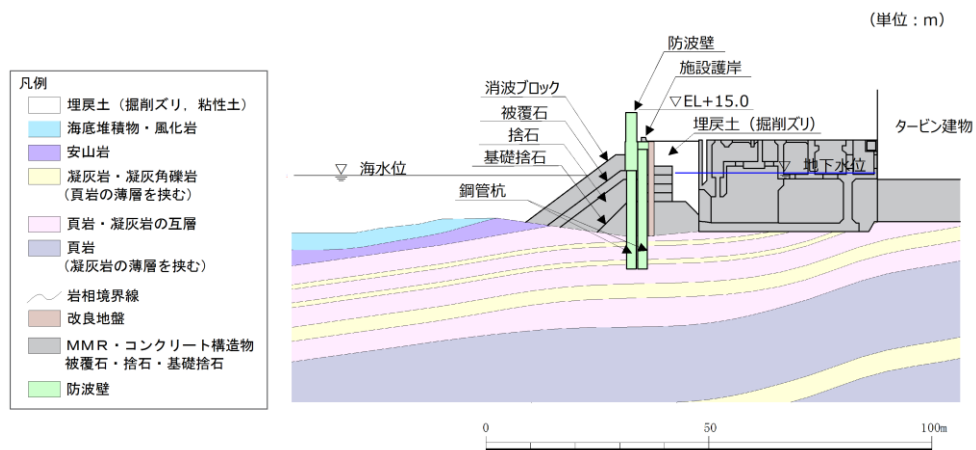 (単位:m)
凡例
埋戻土(掘削ズリ,粘性土)
海底堆積物・風化岩
安山岩
凝灰岩・凝灰角礫岩
(頁岩の薄層を挟む)
頁岩・凝灰岩の互層
頁岩
(凝灰岩の薄層を挟む)
岩相境界線
改良地盤
MMR・コンクリート構造物
被覆石・捨石・基礎捨石
防波壁
防波壁
施設護岸
消波ブロック
▽EL+15.0
被覆石
埋戻土(掘削ズリ)
タービン建物
捨石
基礎捨石
▽ 海水位
▽ 地下水位
鋼管杭
0
50
100m